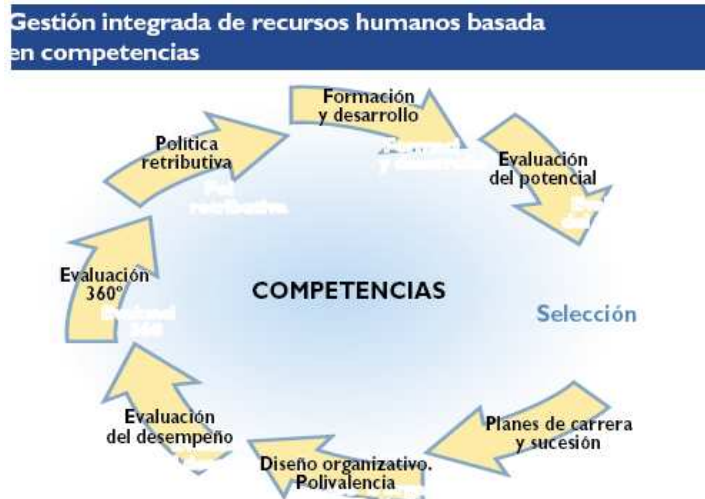 Gestión integrada de recursos humanos basada
en competencias
Formación
y desarrollo
Política
retributiva
Evaluación
del potencial
Evaluación
360º
COMPETENCIAS
Selección
Evaluación
del desempeño
Planes de carrera
y sucesión
Diseño organizativo.
Polivalencia